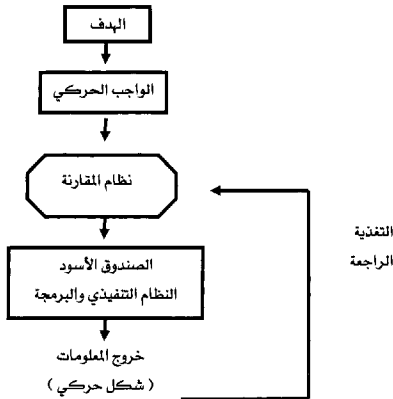 الهدف
الواجب الحركي
نظام المقارنة
التغذية
الراجعة
الصندوق الأسود
النظام التنفيذي والبرمجة
خروج المعلومات
( شكل حركي )